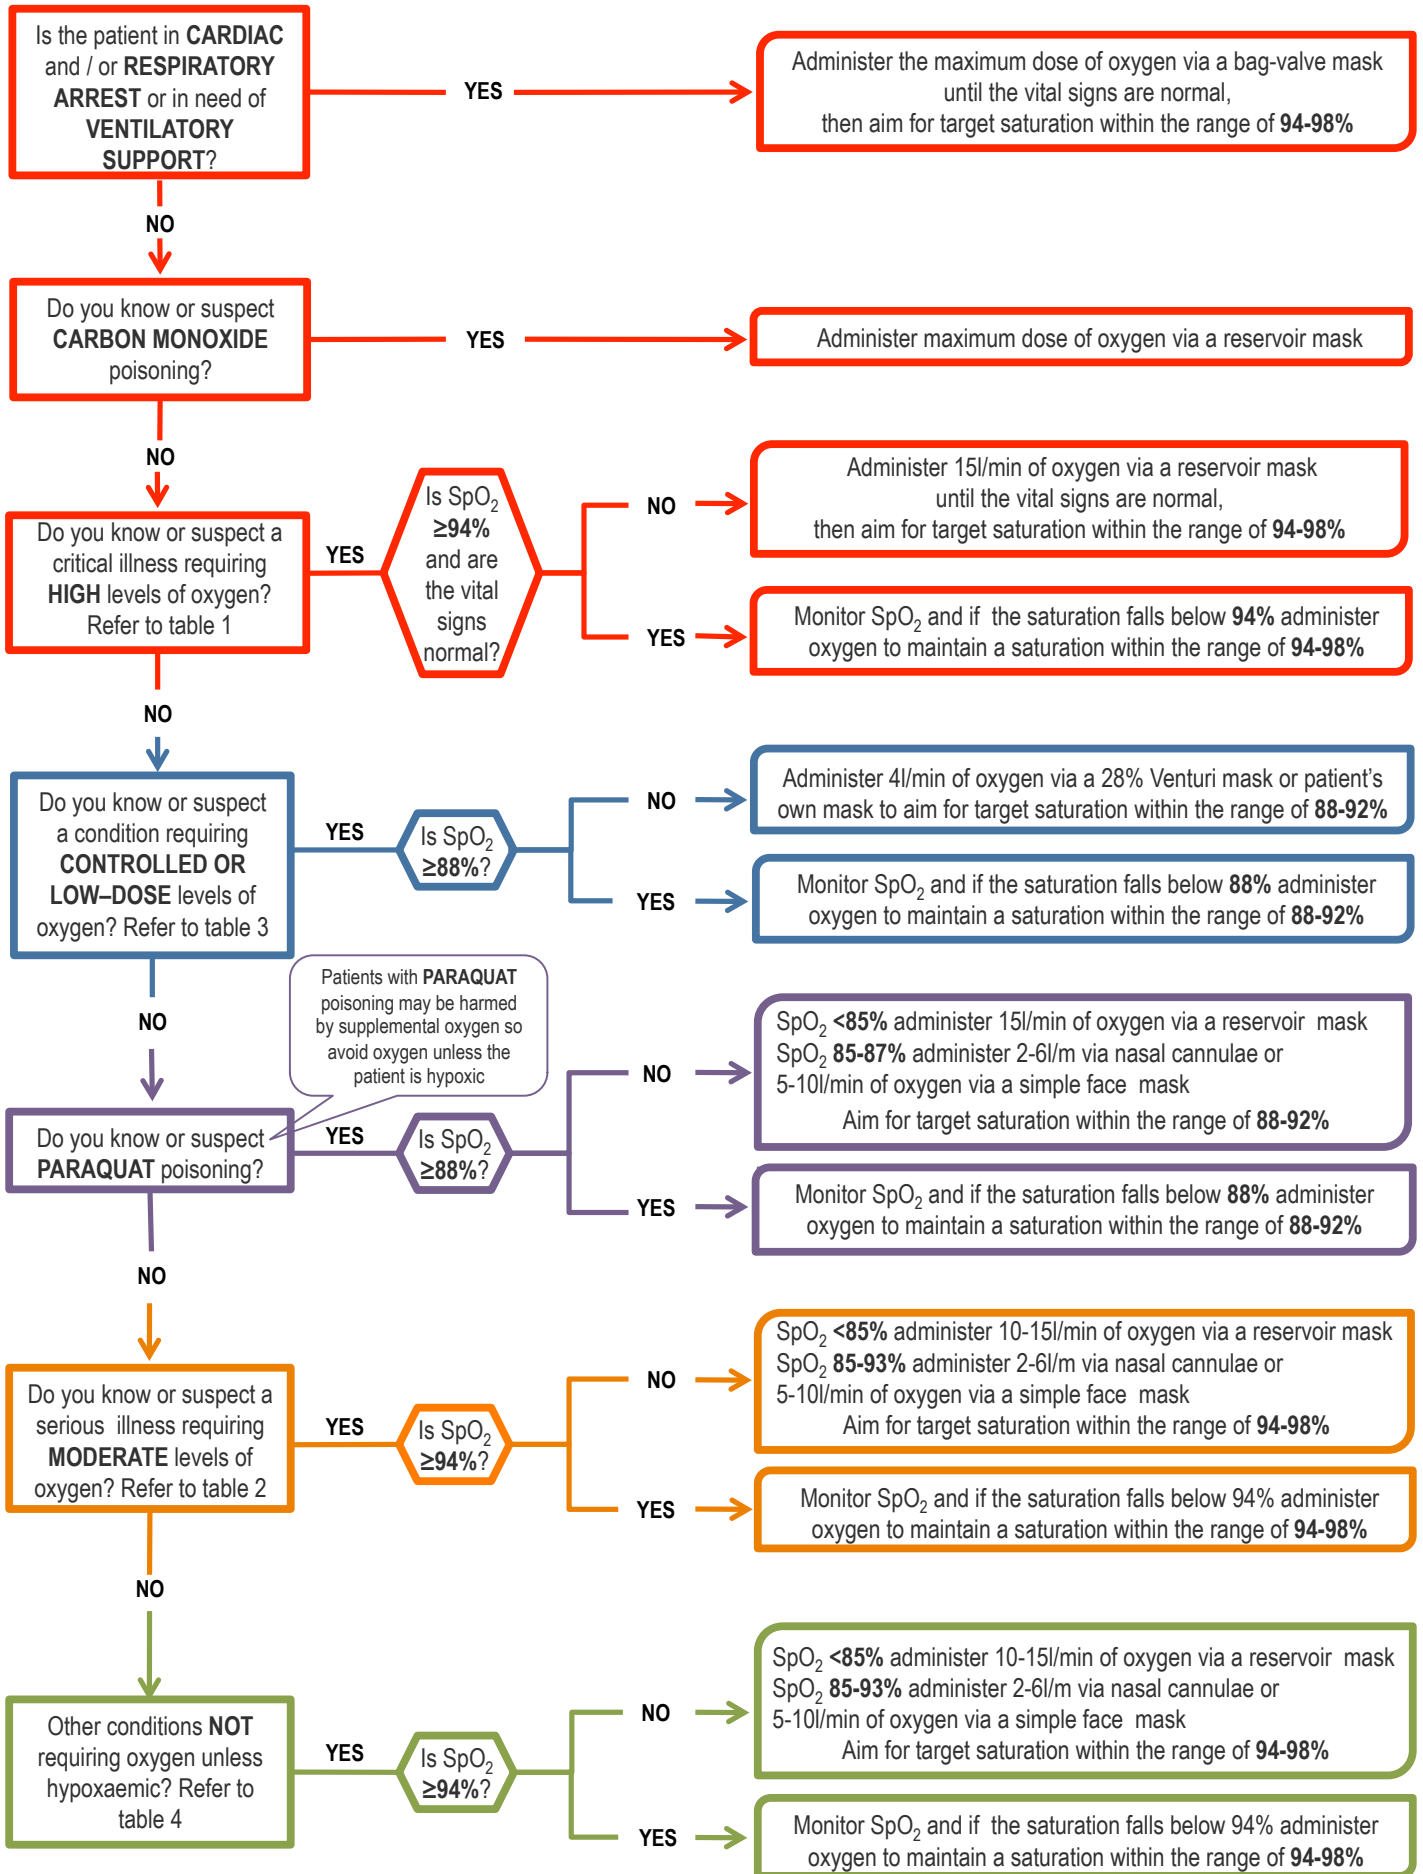 Is the patient in CARDIAC
and / or RESPIRATORY
ARREST or in need of
VENTILATORY
SUPPORT?
YES
Administer the maximum dose of oxygen via a bag-valve mask
until the vital signs are normal,
then aim for target saturation within the range of 94-98%
NO
Do you know or suspect
CARBON MONOXIDE
poisoning?
YES
Administer maximum dose of oxygen via a reservoir mask
NO
Do you know or suspect a
critical illness requiring
HIGH levels of oxygen?
Refer to table 1
YES
Is SpO2
≥94%
and are
the vital
signs
normal?
NO
Administer 15l/min of oxygen via a reservoir mask
until the vital signs are normal,
then aim for target saturation within the range of 94-98%
YES
Monitor SpO2 and if the saturation falls below 94% administer
oxygen to maintain a saturation within the range of 94-98%
NO
Do you know or suspect
a condition requiring
CONTROLLED OR
LOW–DOSE levels of
oxygen? Refer to table 3
YES
Is SpO2
≥88%?
NO
Administer 4l/min of oxygen via a 28% Venturi mask or patient's
own mask to aim for target saturation within the range of 88-92%
YES
Monitor SpO2 and if the saturation falls below 88% administer
oxygen to maintain a saturation within the range of 88-92%
NO
Patients with PARAQUAT
poisoning may be harmed
by supplemental oxygen so
avoid oxygen unless the
patient is hypoxic
Do you know or suspect
PARAQUAT poisoning?
YES
Is SpO2
≥88%?
NO
SpO2 <85% administer 15l/min of oxygen via a reservoir mask
SpO2 85-87% administer 2-6l/m via nasal cannulae or
5-10l/min of oxygen via a simple face mask
Aim for target saturation within the range of 88-92%
YES
Monitor SpO2 and if the saturation falls below 88% administer
oxygen to maintain a saturation within the range of 88-92%
NO
Do you know or suspect a
serious illness requiring
MODERATE levels of
oxygen? Refer to table 2
YES
Is SpO2
≥94%?
NO
SpO2 <85% administer 10-15l/min of oxygen via a reservoir mask
SpO2 85-93% administer 2-6l/m via nasal cannulae or
5-10l/min of oxygen via a simple face mask
Aim for target saturation within the range of 94-98%
YES
Monitor SpO2 and if the saturation falls below 94% administer
oxygen to maintain a saturation within the range of 94-98%
NO
Other conditions NOT
requiring oxygen unless
hypoxaemic? Refer to
table 4
YES
Is SpO2
≥94%?
NO
SpO2 <85% administer 10-15l/min of oxygen via a reservoir mask
SpO2 85-93% administer 2-6l/m via nasal cannulae or
5-10l/min of oxygen via a simple face mask
Aim for target saturation within the range of 94-98%
YES
Monitor SpO2 and if the saturation falls below 94% administer
oxygen to maintain a saturation within the range of 94-98%